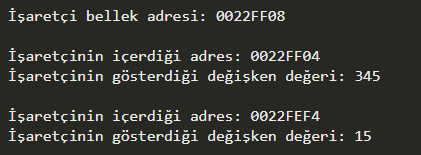 İşaretçi bellek adresi: 0022FF08
İşaretçinin içerdiği adres: 0022FF04
İşaretçinin gösterdiği değişken değeri: 345
İşaretçinin içerdiği adres: 0022FEF4
İşaretçinin gösterdiği değişken değeri: 15